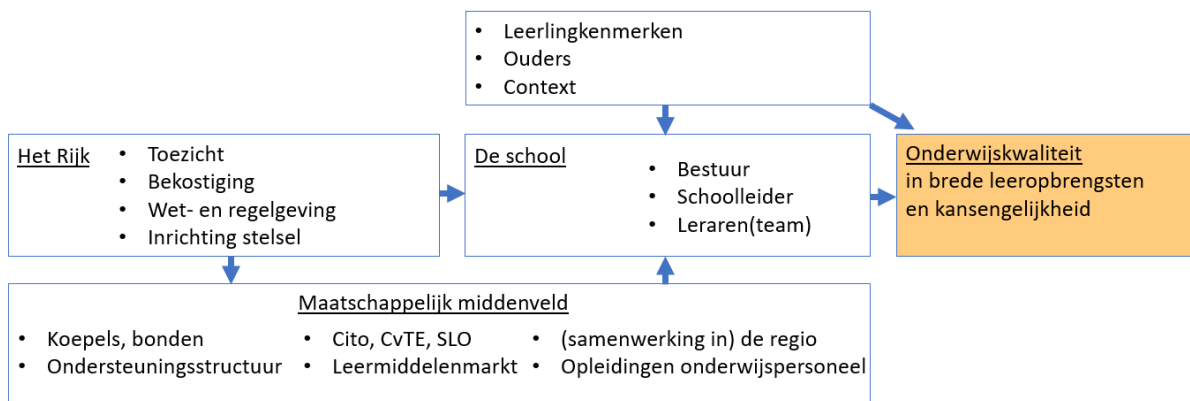 • Leerlingkenmerken
• Ouders
• Context
Het Rijk
• Toezicht
• Bekostiging
• Wet- en regelgeving
• Inrichting stelsel
De school
• Bestuur
• Schoolleider
• Leraren(team)
Onderwijskwaliteit
in brede leeropbrengsten
en kansengelijkheid
Maatschappelijk middenveld
• Koepels, bonden
• Ondersteuningsstructuur
• Cito, CvTE, SLO
• Leermiddelenmarkt
• (samenwerking in) de regio
• Opleidingen onderwijspersoneel